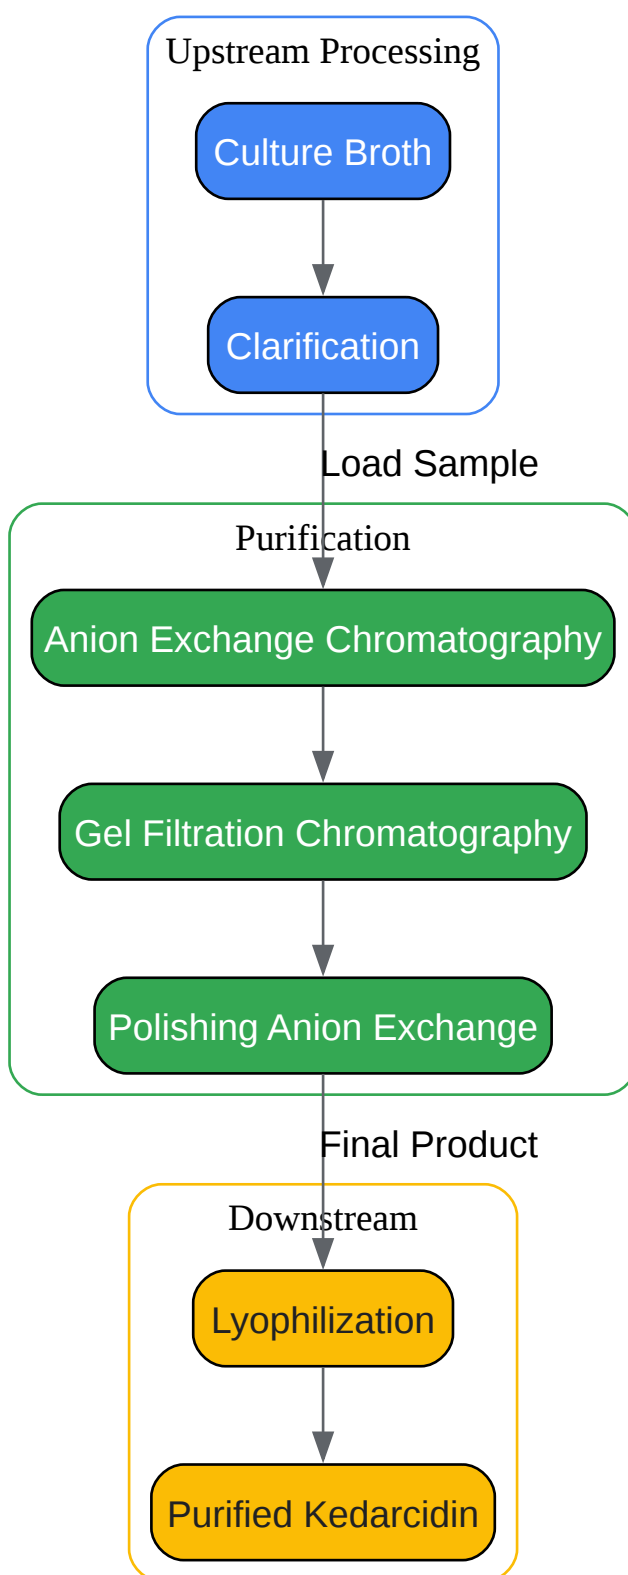 Upstream Processing
Culture Broth
Clarification
Load Sample
Purification
Anion Exchange Chromatography
Gel Filtration Chromatography
Polishing Anion Exchange
Final Product
Downstream
Lyophilization
Purified Kedarcidin